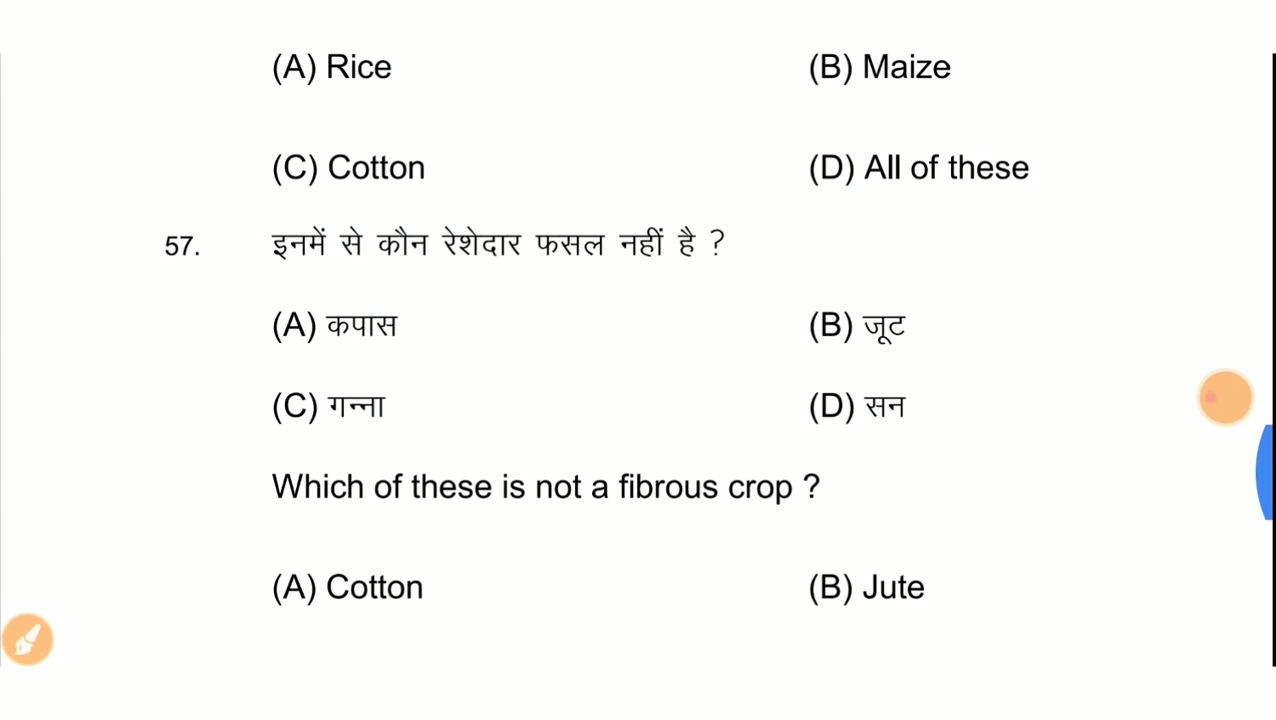 (A) Rice (B) Maize
(C) Cotton (D) All of these
57. इनमें से कौन रेशेदार फसल नहीं है ?
(A) कपास (B) जूट
(C) गन्ना (D) सन
Which of these is not a fibrous crop ?
(A) Cotton (B) Jute